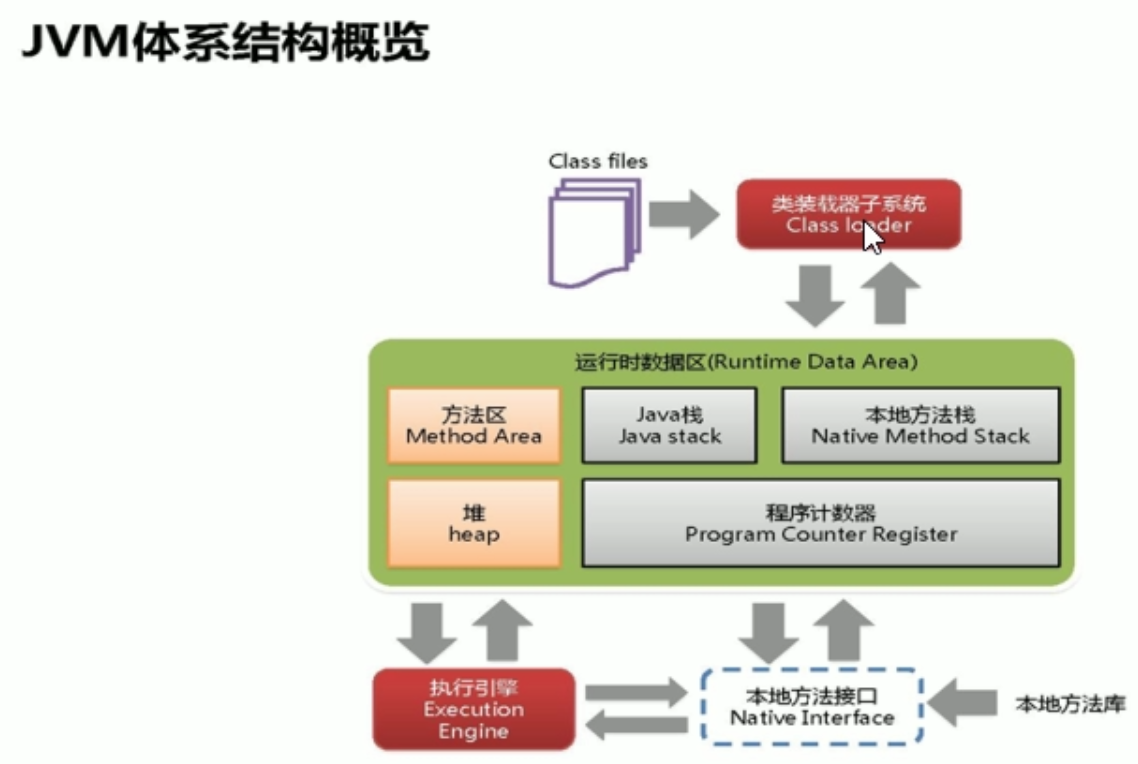 JVM体系结构概览
Class files
类装载器子系统
Class loader
运行时数据区(Runtime Data Area)
方法区
Method Area
Java栈
Java stack
本地方法栈
Native Method Stack
堆
heap
程序计数器
Program Counter Register
执行引擎
Execution
Engine
本地方法接口
Native Interface
本地方法库